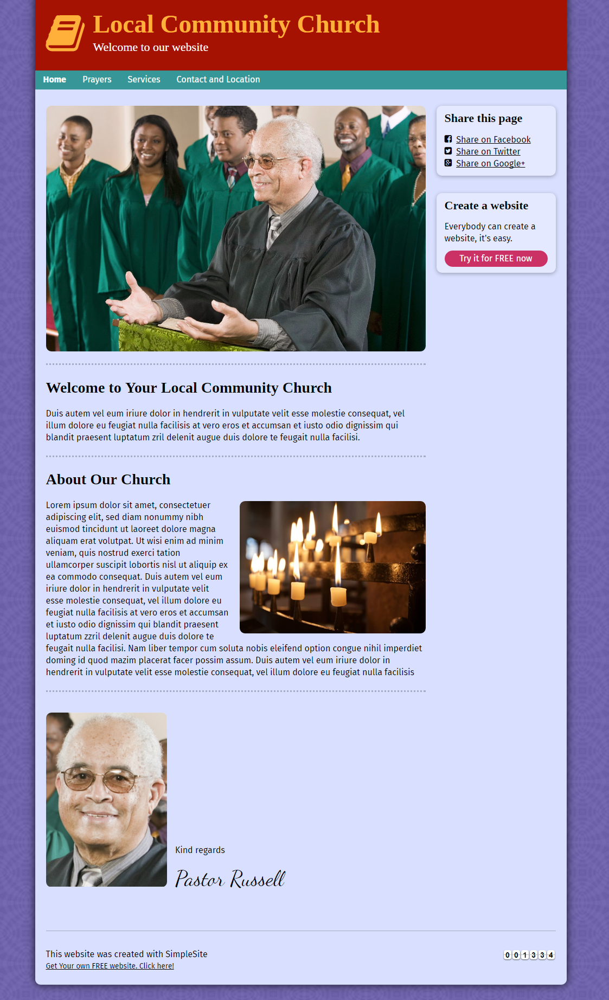 Local Community Church
Welcome to our website
Home Prayers Services Contact and Location
Share this page
Share on Facebook
Share on Twitter
Share on Google+
Create a website
Everybody can create a
website, it's easy.
Try it for FREE now
Welcome to Your Local Community Church
Duis autem vel eum iriure dolor in hendrerit in vulputate velit esse molestie consequat, vel
illum dolore eu feugiat nulla facilisis at vero eros et accumsan et iusto odio dignissim qui
blandit praesent luptatum zril delenit augue duis dolore te feugait nulla facilisi.
About Our Church
Lorem ipsum dolor sit amet, consectetuer
adipiscing elit, sed diam nonummy nibh
euismod tincidunt ut laoreet dolore magna
aliquam erat volutpat. Ut wisi enim ad minim
veniam, quis nostrud exerci tation
ullamcorper suscipit lobortis nisl ut aliquip ex
ea commodo consequat. Duis autem vel eum
iriure dolor in hendrerit in vulputate velit
esse molestie consequat, vel illum dolore eu
feugiat nulla facilisis at vero eros et accumsan
et iusto odio dignissim qui blandit praesent
luptatum zzril delenit augue duis dolore te
feugait nulla facilisi. Nam liber tempor cum soluta nobis eleifend option congue nihil imperdiet
doming id quod mazim placerat facer possim assum. Duis autem vel eum iriure dolor in
hendrerit in vulputate velit esse molestie consequat, vel illum dolore eu feugiat nulla facilisis
Kind regards
Pastor Russell
This website was created with SimpleSite
Get Your own FREE website. Click here!
001334